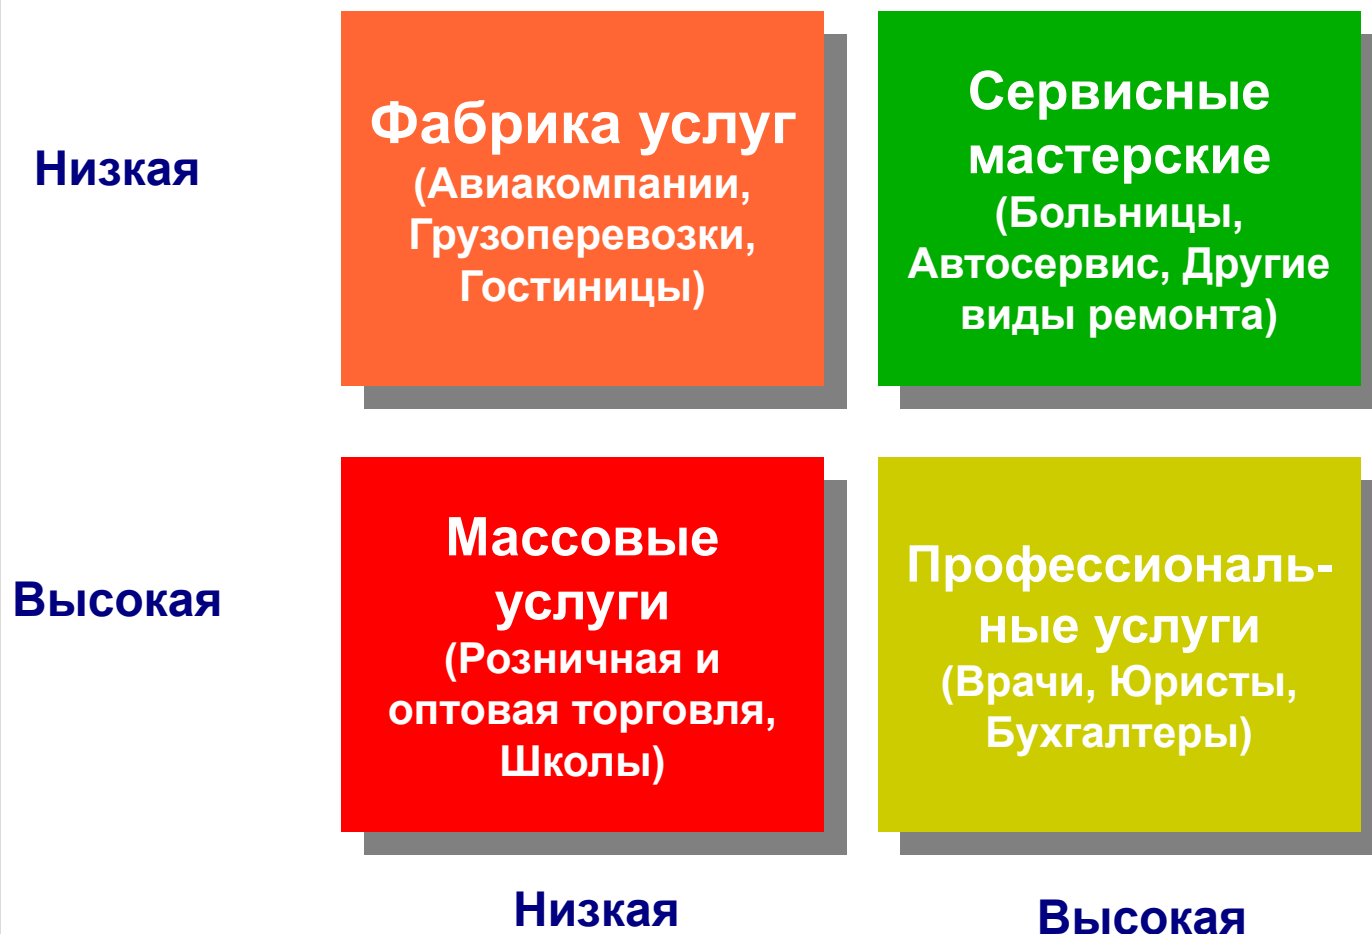 Низкая
Фабрика услуг
(Авиакомпании,
Грузоперевозки,
Гостиницы)
Сервисные
мастерские
(Больницы,
Автосервис, Другие
виды ремонта)
Высокая
Массовые
услуги
(Розничная и
оптовая торговля,
Школы)
Профессиональ-
ные услуги
(Врачи, Юристы,
Бухгалтеры)
Низкая
Высокая